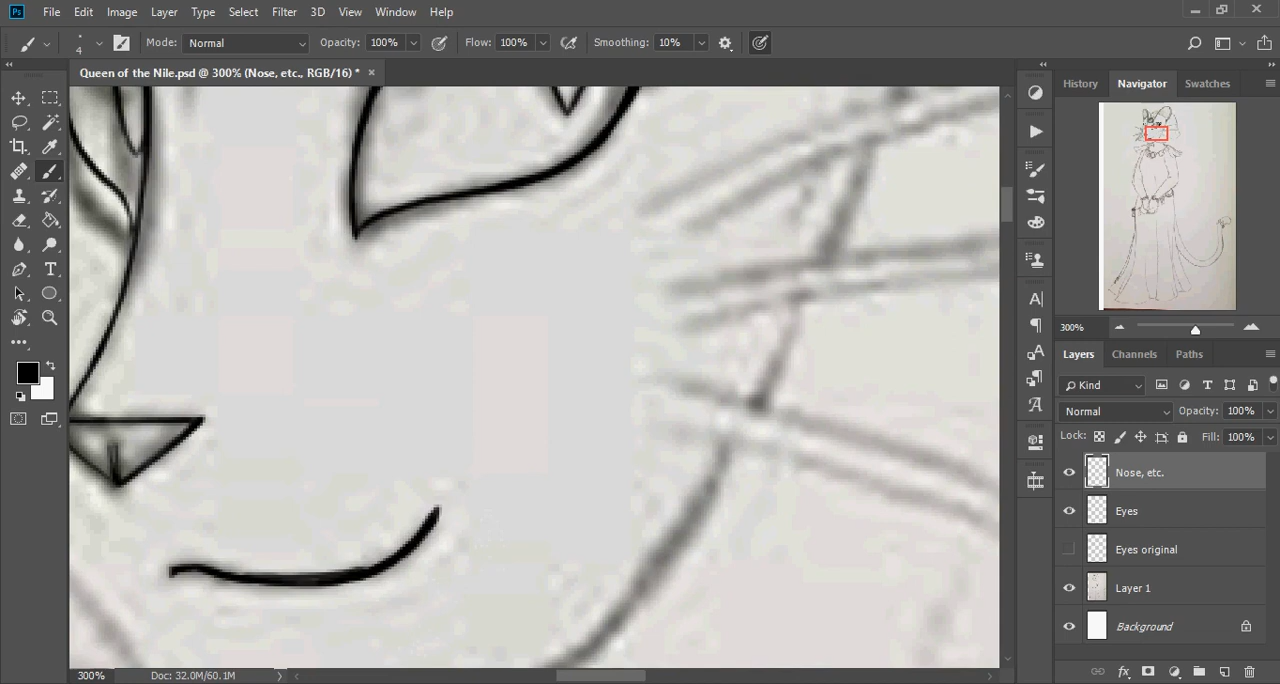 Ps File Edit Image Layer Type Select Filter 3D View Window Help
4 Mode: Normal Opacity: 100% Flow: 100% Smoothing: 10%
Queen of the Nile.psd @ 300% (Nose, etc., RGB/16) * ×
History Navigator Swatches
300%
Layers Channels Paths
Kind
Normal Opacity: 100%
Lock: Fill: 100%
Nose, etc.
Eyes
Eyes original
Layer 1
Background
fx
300% Doc: 32.0M/60.1M